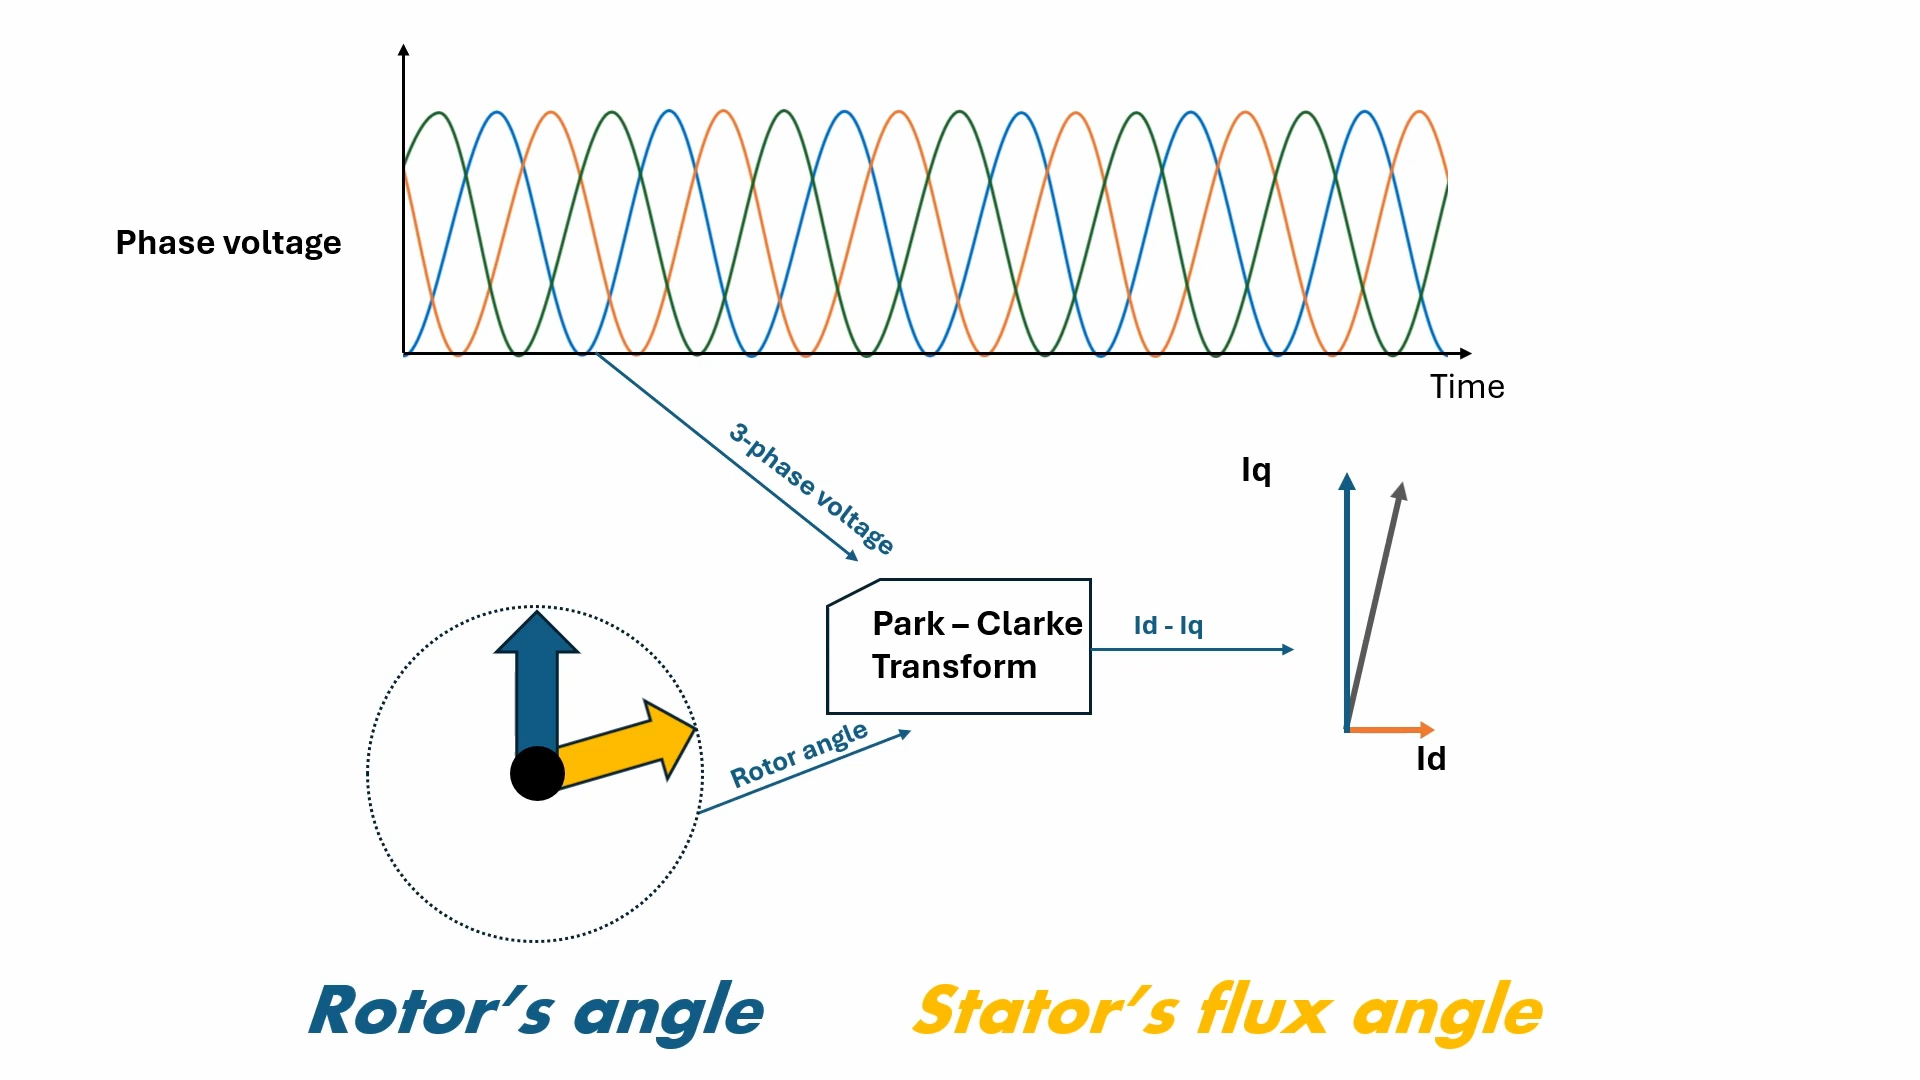 Phase voltage
Time
3-phase voltage
Iq
Park – Clarke
Transform
Id - Iq
Rotor angle
Id
Rotor's angle
Stator's flux angle